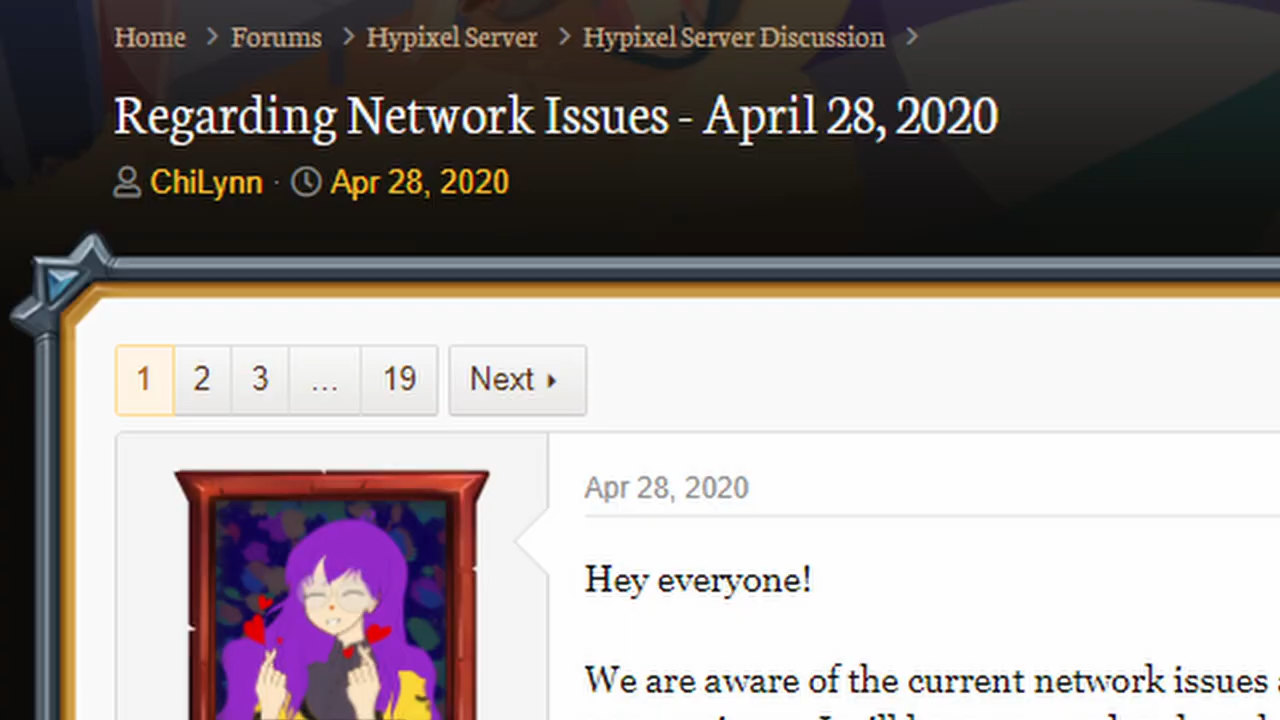 Home > Forums > Hypixel Server > Hypixel Server Discussion >
Regarding Network Issues - April 28, 2020
ChiLynn · Apr 28, 2020
1 2 3 ... 19 Next
Apr 28, 2020
Hey everyone!
We are aware of the current network issues